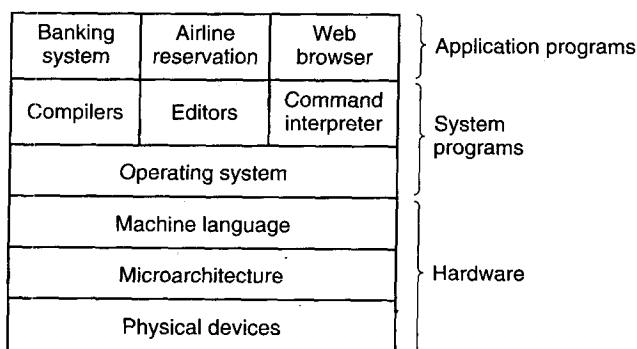 Banking system
Airline reservation
Web browser
Application programs
Compilers
Editors
Command interpreter
System programs
Operating system
Machine language
Microarchitecture
Hardware
Physical devices